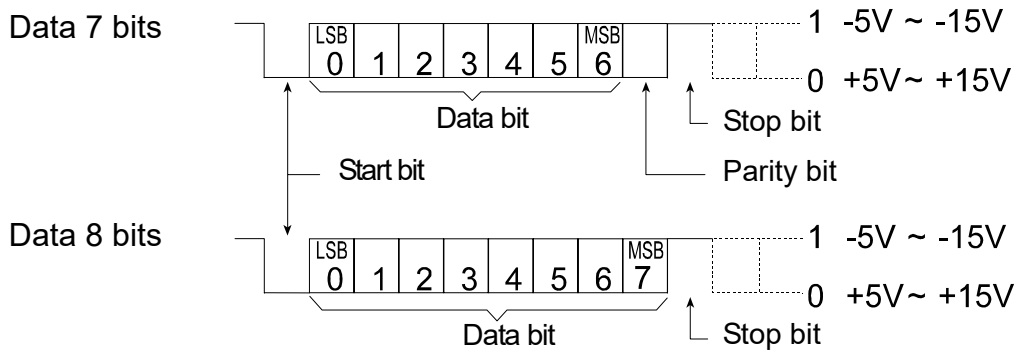 Data 7 bits LSB MSB 1 -5V ~ -15V
0 1 2 3 4 5 6 0 +5V~ +15V
Data bit Stop bit
Start bit Parity bit
Data 8 bits LSB MSB 1 -5V ~ -15V
0 1 2 3 4 5 6 7 0 +5V~ +15V
Data bit Stop bit